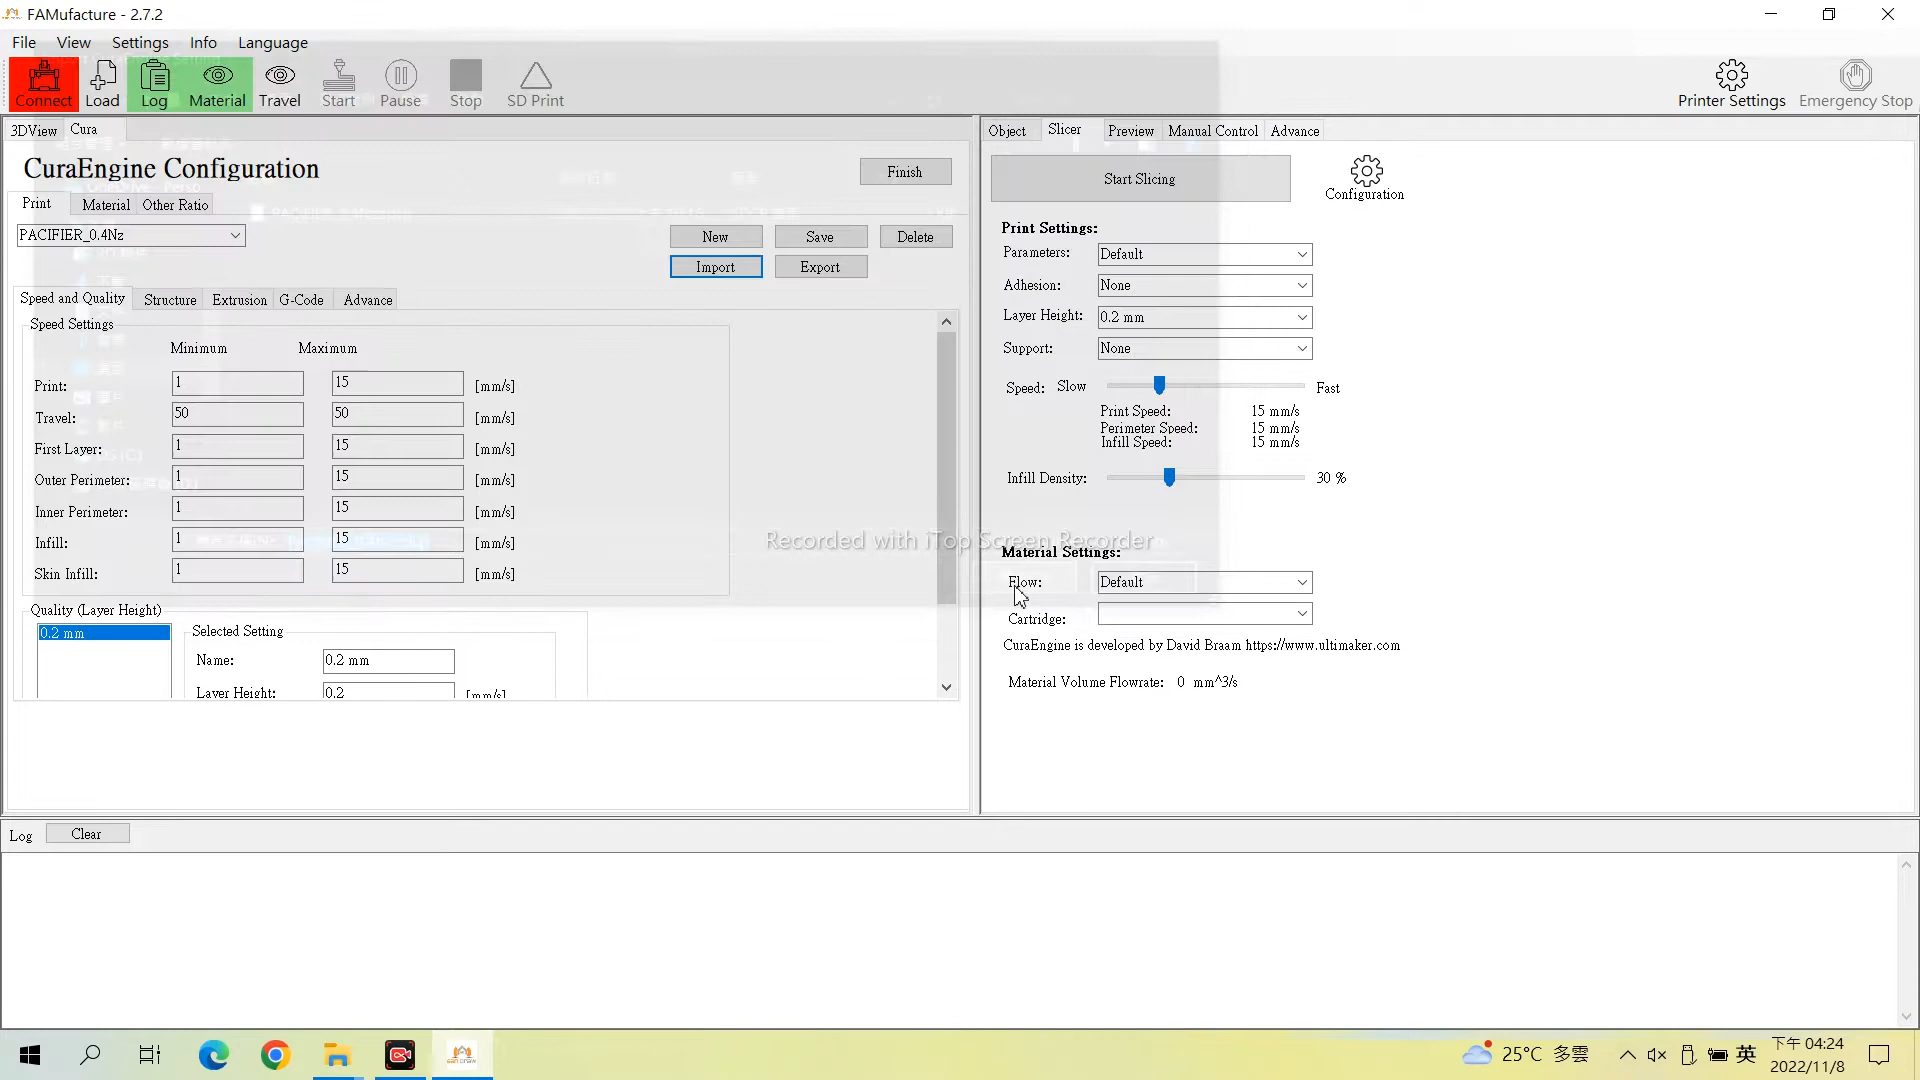 FAMufacture - 2.7.2
File View Settings Info Language
Connect Load Log Material Travel Start Pause Stop SD Print Printer Settings Emergency Stop
3DView Cura
Object Slicer Preview Manual Control Advance
CuraEngine Configuration
Finish
Print Material Other Ratio
PACIFIER_0.4Nz
New Save Delete
Import Export
Speed and Quality Structure Extrusion G-Code Advance
Speed Settings
Minimum Maximum
Print: 1 15 [mm/s]
Travel: 50 50 [mm/s]
First Layer: 1 15 [mm/s]
Outer Perimeter: 1 15 [mm/s]
Inner Perimeter: 1 15 [mm/s]
Infill: 1 15 [mm/s]
Skin Infill: 1 15 [mm/s]
Quality (Layer Height)
0.2 mm
Selected Setting
Name: 0.2 mm
Layer Height: 0.2 [mm/s]
Start Slicing
Configuration
Print Settings:
Parameters: Default
Adhesion: None
Layer Height: 0.2 mm
Support: None
Speed: Slow Fast
Print Speed: 15 mm/s
Perimeter Speed: 15 mm/s
Infill Speed: 15 mm/s
Infill Density: 30 %
Recorded with iTop Screen Recorder
Material Settings:
Flow: Default
Cartridge:
CuraEngine is developed by David Braam https://www.ultimaker.com
Material Volume Flowrate: 0 mm^3/s
Log Clear
25°C 多雲
英
下午 04:24
2022/11/8